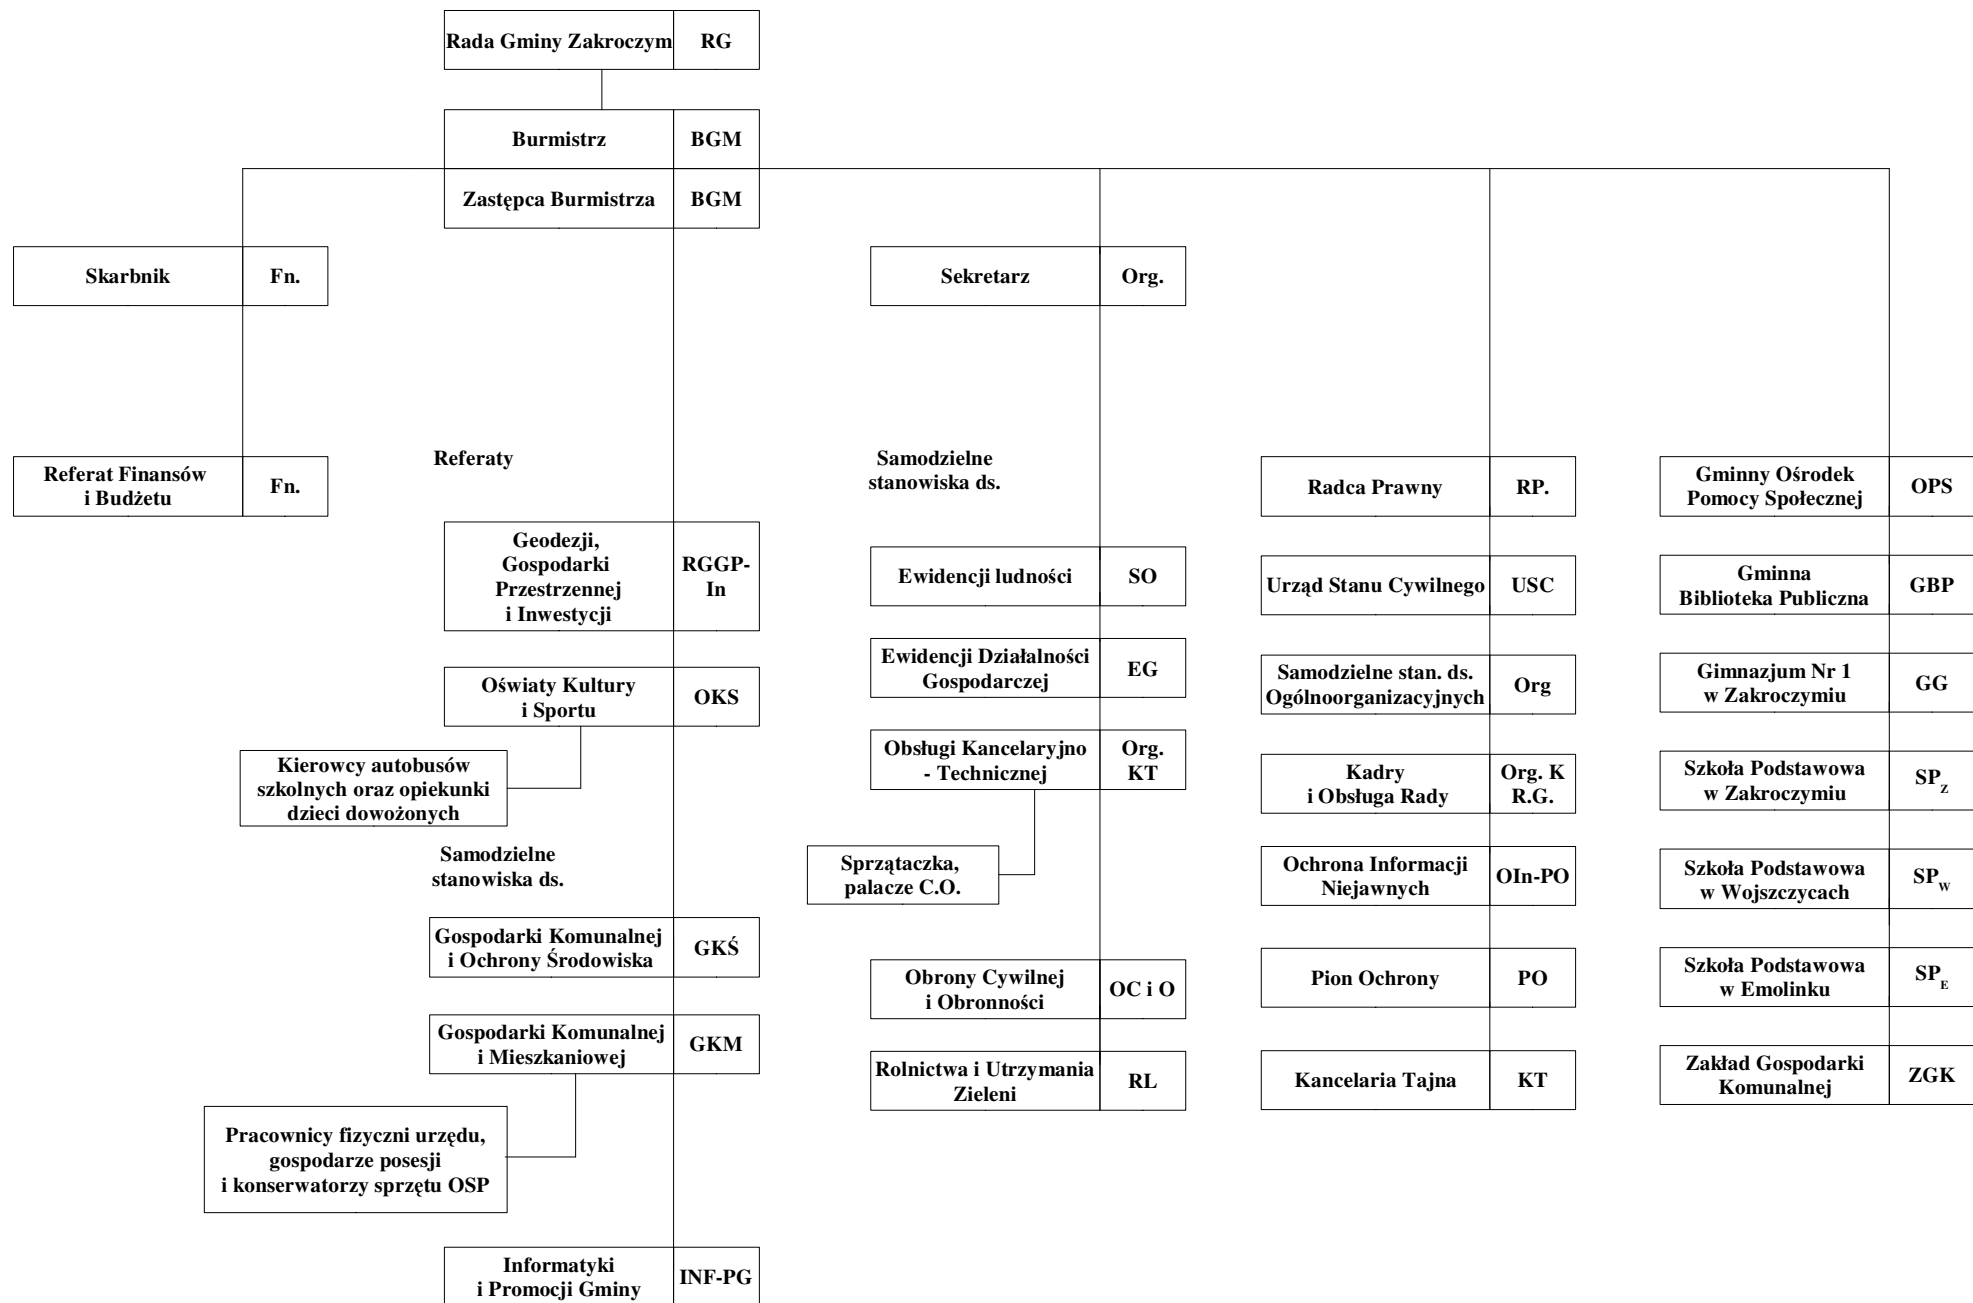 Rada Gminy Zakroczym RG
Burmistrz BGM
Zastępca Burmistrza BGM
Skarbnik Fn.
Referat Finansów
i Budżetu
Fn.
Referaty
Geodezji,
Gospodarki
Przestrzennej
i Inwestycji
RGGP-
In
Oświaty Kultury
i Sportu
OKS
Kierowcy autobusów
szkolnych oraz opiekunki
dzieci dowożonych
Samodzielne
stanowiska ds.
Gospodarki Komunalnej
i Ochrony Środowiska
GKŚ
Gospodarki Komunalnej
i Mieszkaniowej
GKM
Pracownicy fizyczni urzędu,
gospodarze posesji
i konserwatorzy sprzętu OSP
Informatyki
i Promocji Gminy
INF-PG
Sekretarz Org.
Samodzielne
stanowiska ds.
Ewidencji ludności SO
Ewidencji Działalności
Gospodarczej
EG
Obsługi Kancelaryjno
- Technicznej
Org.
KT
Sprzątaczka,
palacze C.O.
Obrony Cywilnej
i Obronności
OC i O
Rolnictwa i Utrzymania
Zieleni
RL
Radca Prawny RP.
Urząd Stanu Cywilnego USC
Samodzielne stan. ds.
Ogólnoorganizacyjnych
Org
Kadry
i Obsługa Rady
Org. K
R.G.
Ochrona Informacji
Niejawnych
OIn-PO
Pion Ochrony PO
Kancelaria Tajna KT
Gminny Ośrodek
Pomocy Społecznej
OPS
Gminna
Biblioteka Publiczna
GBP
Gimnazjum Nr 1
w Zakroczymiu
GG
Szkoła Podstawowa
w Zakroczymiu
SPZ
Szkoła Podstawowa
w Wojszczycach
SPW
Szkoła Podstawowa
w Emolinku
SPE
Zakład Gospodarki
Komunalnej
ZGK